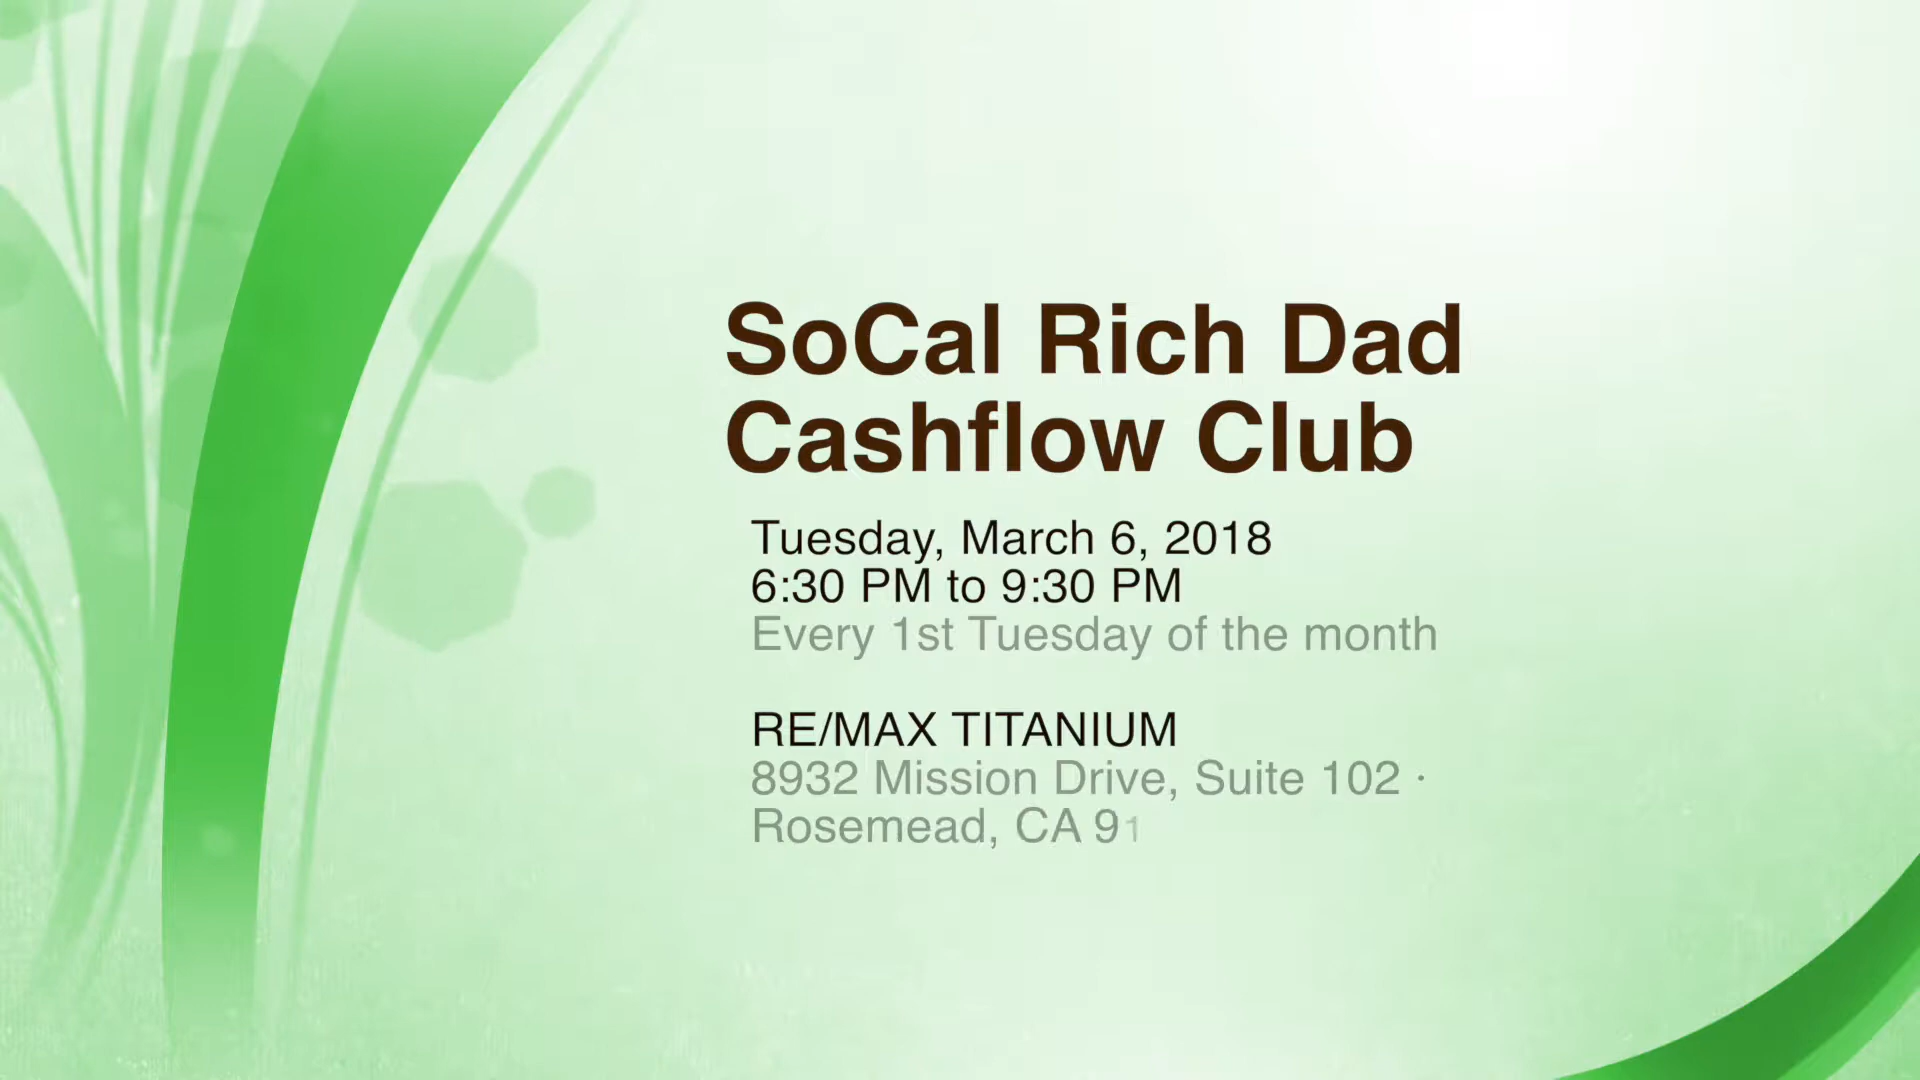 SoCal Rich Dad
Cashflow Club
Tuesday, March 6, 2018
6:30 PM to 9:30 PM
Every 1st Tuesday of the month
RE/MAX TITANIUM
8932 Mission Drive, Suite 102 ·
Rosemead, CA 91